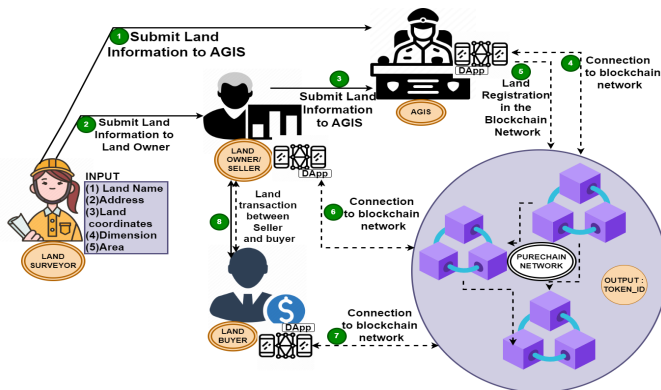 1
Submit Land
Information to AGIS
2
Submit Land
Information to
Land Owner
3
Submit Land
Information
to AGIS
DApp
AGIS
4
Connection
to blockchain
network
5
Land
Registration
in the
Blockchain
Network
LAND
OWNER/
SELLER
DApp
INPUT
(1) Land Name
(2)Address
(3)Land
coordinates
(4)Dimension
(5)Area
LAND
SURVEYOR
8
Land
transaction
between
Seller
and buyer
6
Connection
to blockchain
network
PURECHAIN
NETWORK
OUTPUT :
TOKEN_ID
$
LAND
BUYER
DApp
Connection
to blockchain
network
7